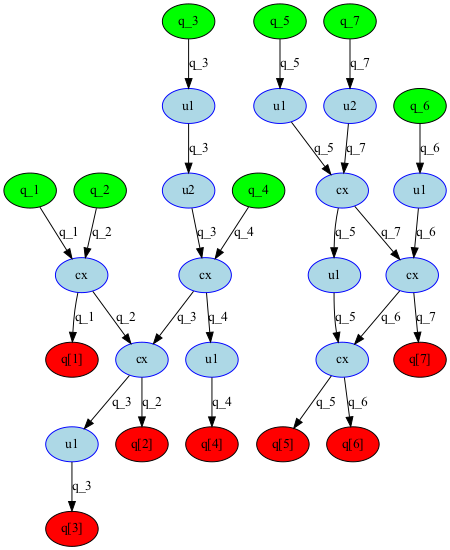 q_3 q_5 q_7
q_3 q_5 q_7
u1 u1 u2 q_6
q_3 q_5 q_7 q_6
q_1 q_2 u2 q_4 cx u1
q_1 q_2 q_3 q_4 q_5 q_7 q_6
cx cx u1 cx
q_1 q_2 q_3 q_4 q_5 q_6 q_7
q[1] cx u1 cx q[7]
q_3 q_2 q_4 q_5 q_6
u1 q[2] q[4] q[5] q[6]
q_3
q[3]